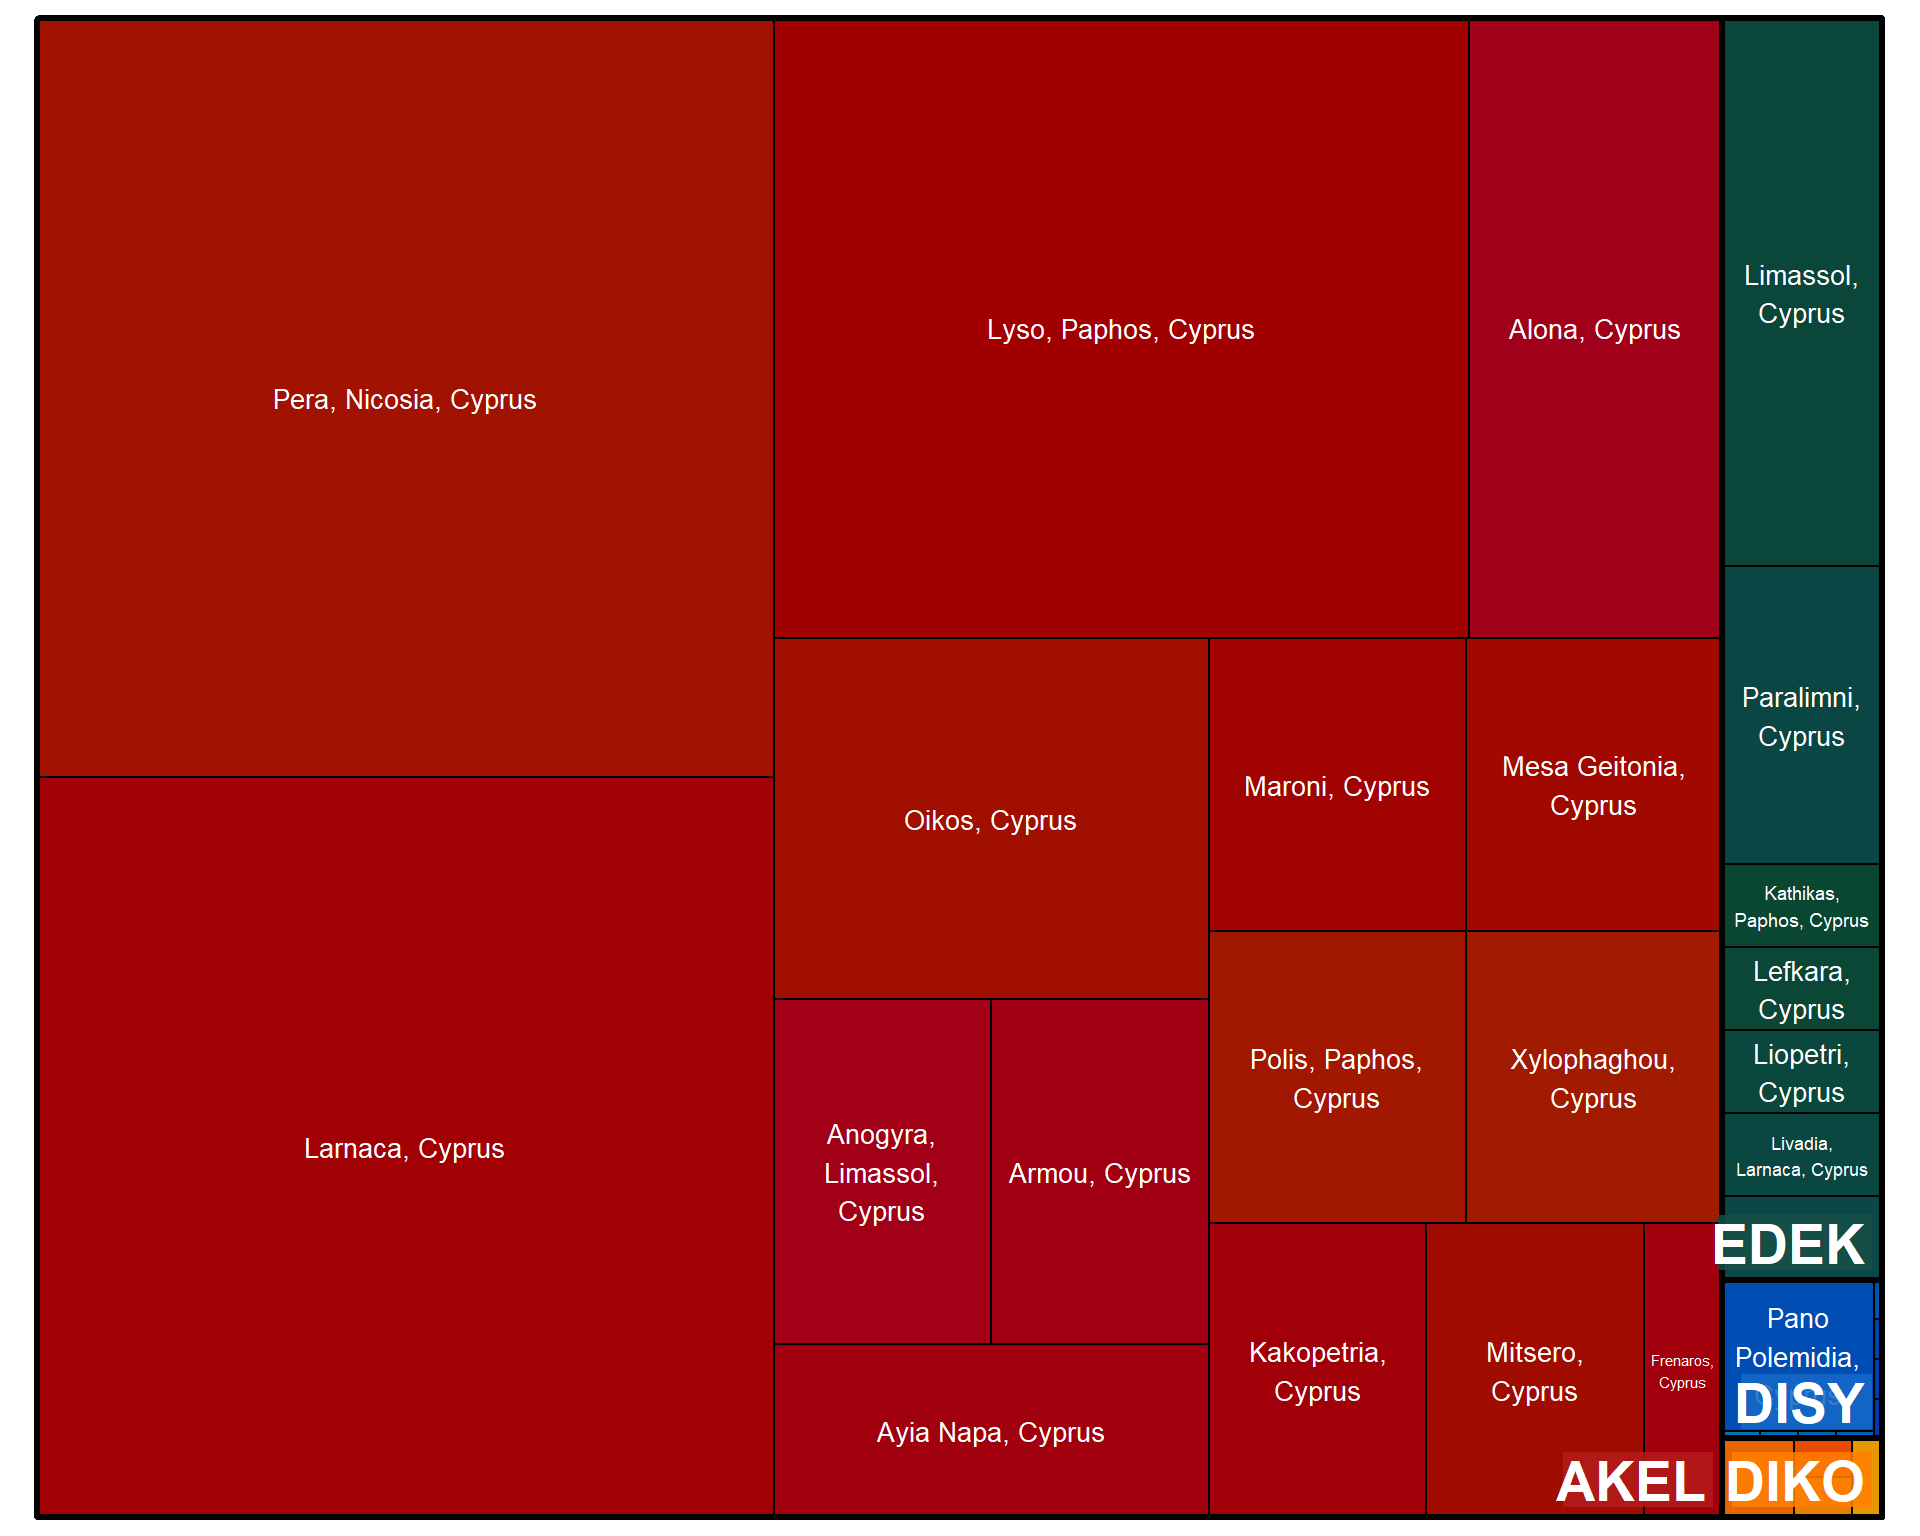 Pera, Nicosia, Cyprus
Larnaca, Cyprus
Lyso, Paphos, Cyprus
Alona, Cyprus
Oikos, Cyprus
Maroni, Cyprus
Mesa Geitonia,
Cyprus
Anogyra,
Limassol,
Cyprus
Armou, Cyprus
Polis, Paphos,
Cyprus
Xylophaghou,
Cyprus
Ayia Napa, Cyprus
Kakopetria,
Cyprus
Mitsero,
Cyprus
Frenaros,
Cyprus
AKEL
Limassol,
Cyprus
Paralimni,
Cyprus
Kathikas,
Paphos, Cyprus
Lefkara,
Cyprus
Liopetri,
Cyprus
Livadia,
Larnaca, Cyprus
EDEK
Pano
Polemidia,
DISY
DIKO